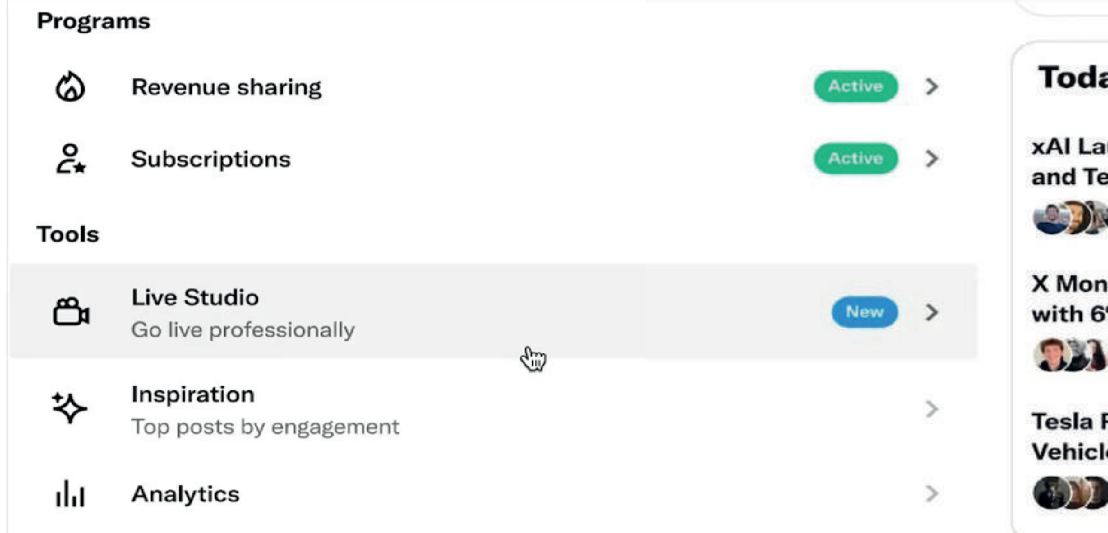 Programs
Revenue sharing
Active
Subscriptions
Active
Tools
Live Studio
Go live professionally
New
Inspiration
Top posts by engagement
Analytics
xAI
and
X
with
Tesla